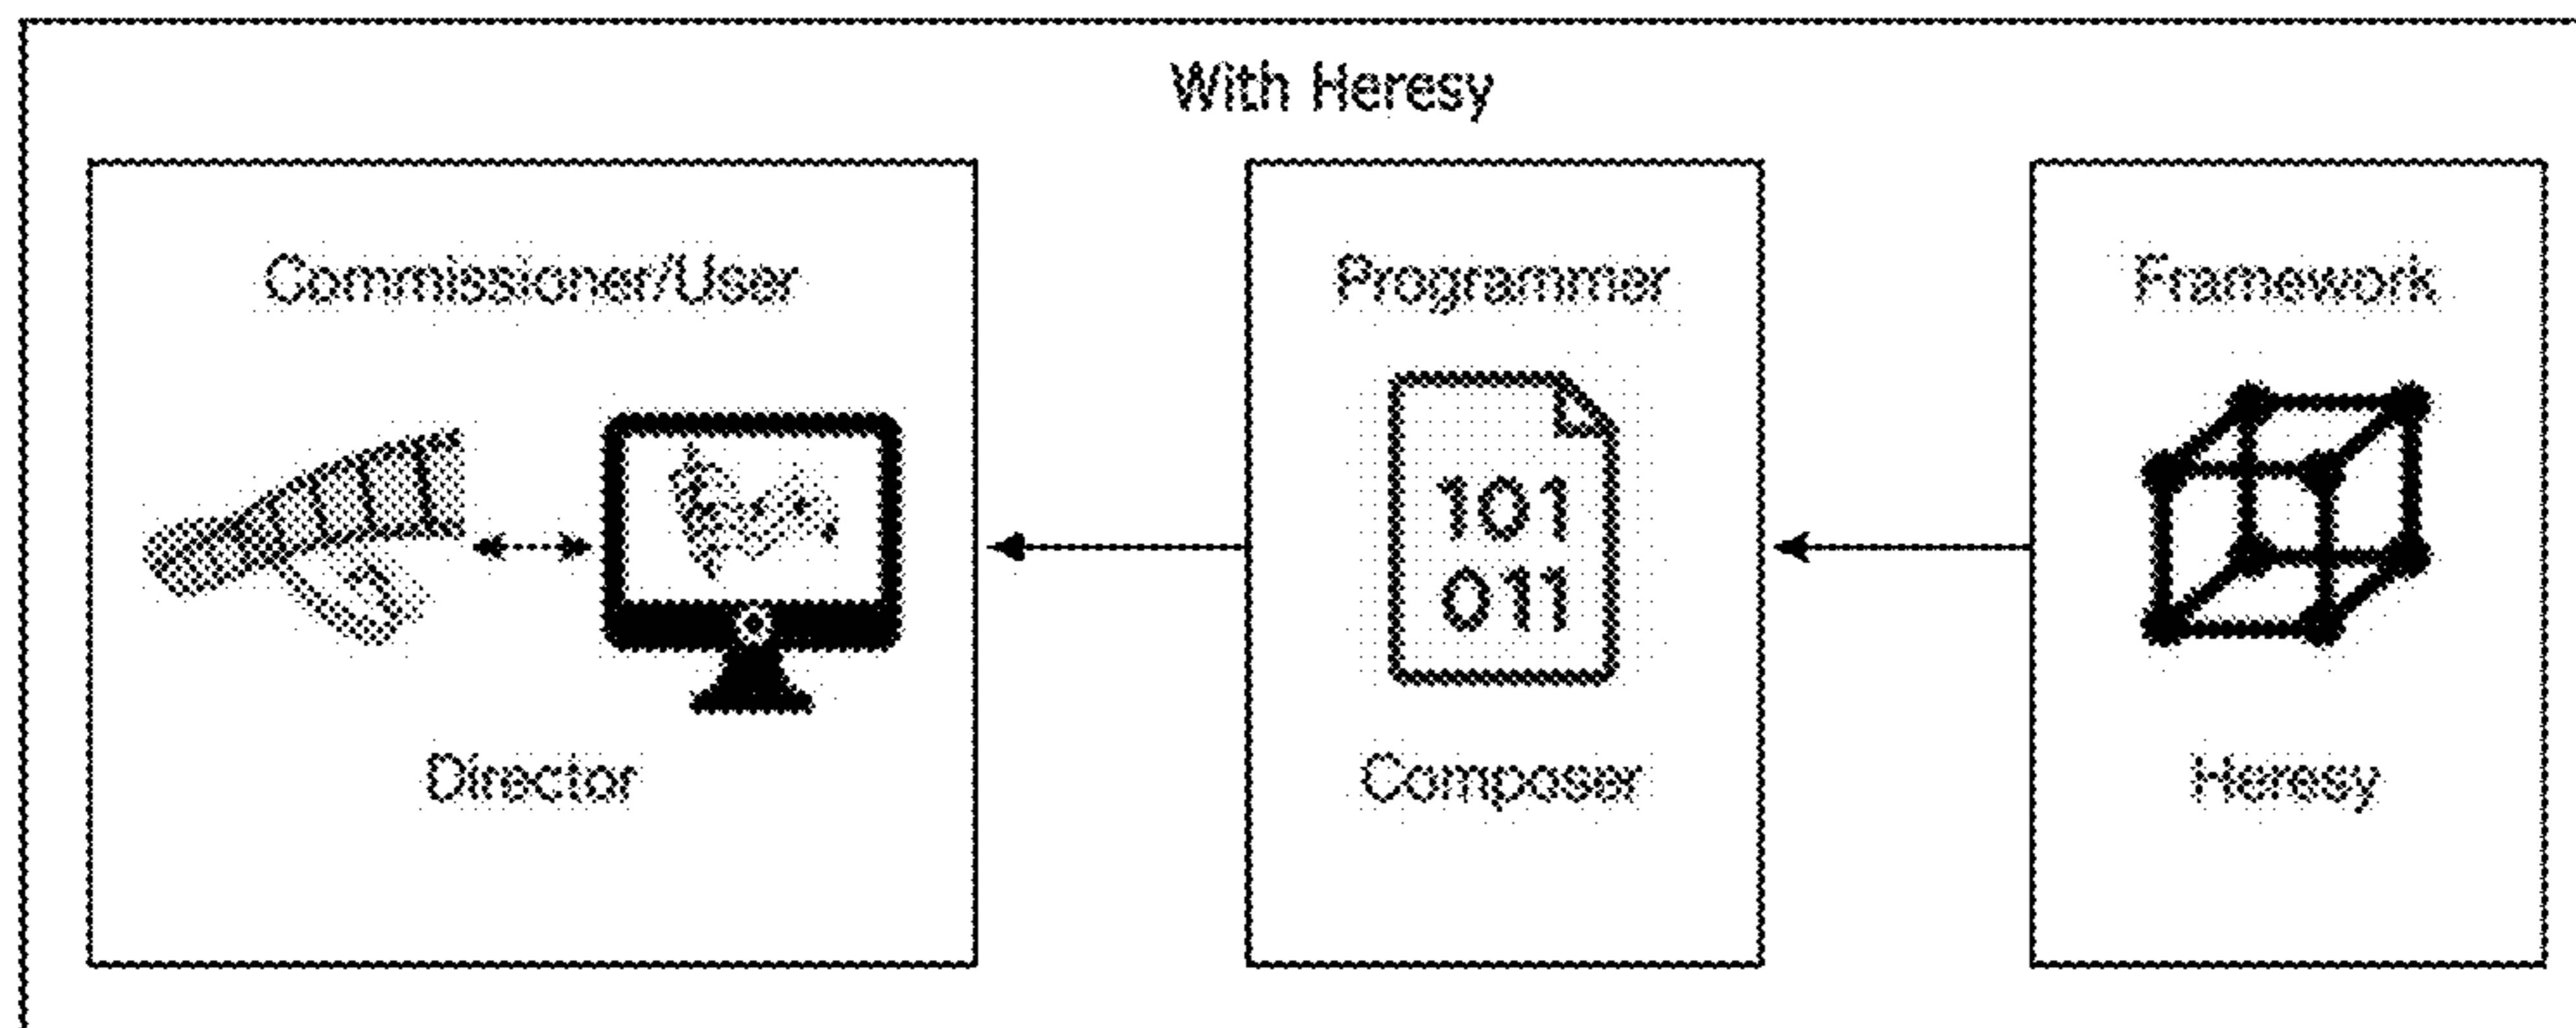 With Heresy
Commissioner/User
Director
Programmer
101
011
Composer
Framework
Heresy